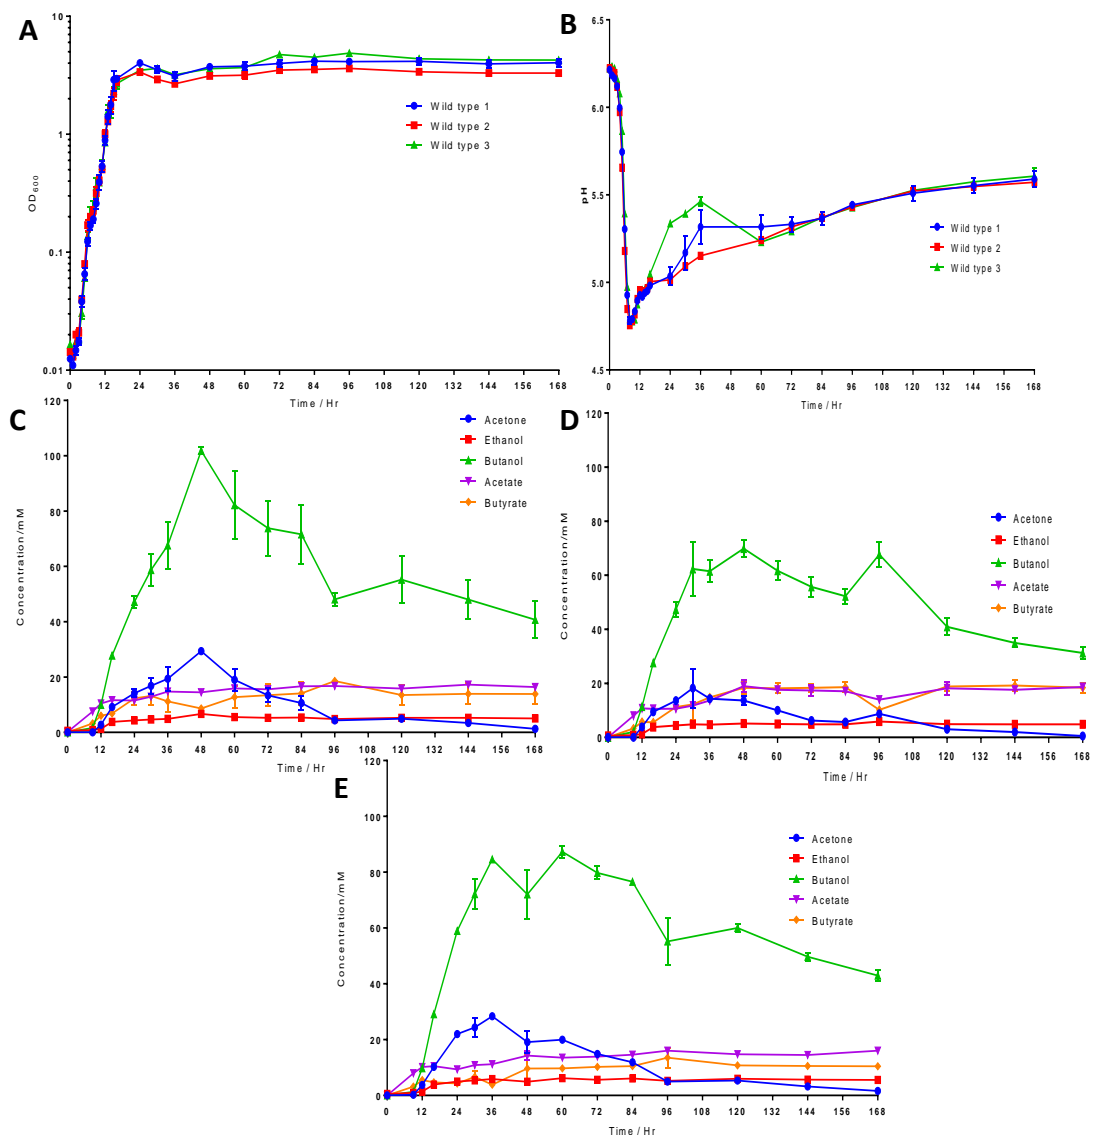 A
10
1
0.1
0.01
OD600
0 12 24 36 48 60 72 84 96 108 120 132 144 156 168
Time / Hr
Wild type 1
Wild type 2
Wild type 3
B
6.5
6.0
5.5
5.0
4.5
pH
0 12 24 36 48 60 72 84 96 108 120 132 144 156 168
Time / Hr
Wild type 1
Wild type 2
Wild type 3
C
120
100
80
60
40
20
0
Concentration/mM
0 12 24 36 48 60 72 84 96 108 120 132 144 156 168
Time / Hr
Acetone
Ethanol
Butanol
Acetate
Butyrate
D
120
100
80
60
40
20
0
Concentration/mM
0 12 24 36 48 60 72 84 96 108 120 132 144 156 168
Time / Hr
Acetone
Ethanol
Butanol
Acetate
Butyrate
E
120
100
80
60
40
20
0
Concentration/mM
0 12 24 36 48 60 72 84 96 108 120 132 144 156 168
Time / Hr
Acetone
Ethanol
Butanol
Acetate
Butyrate